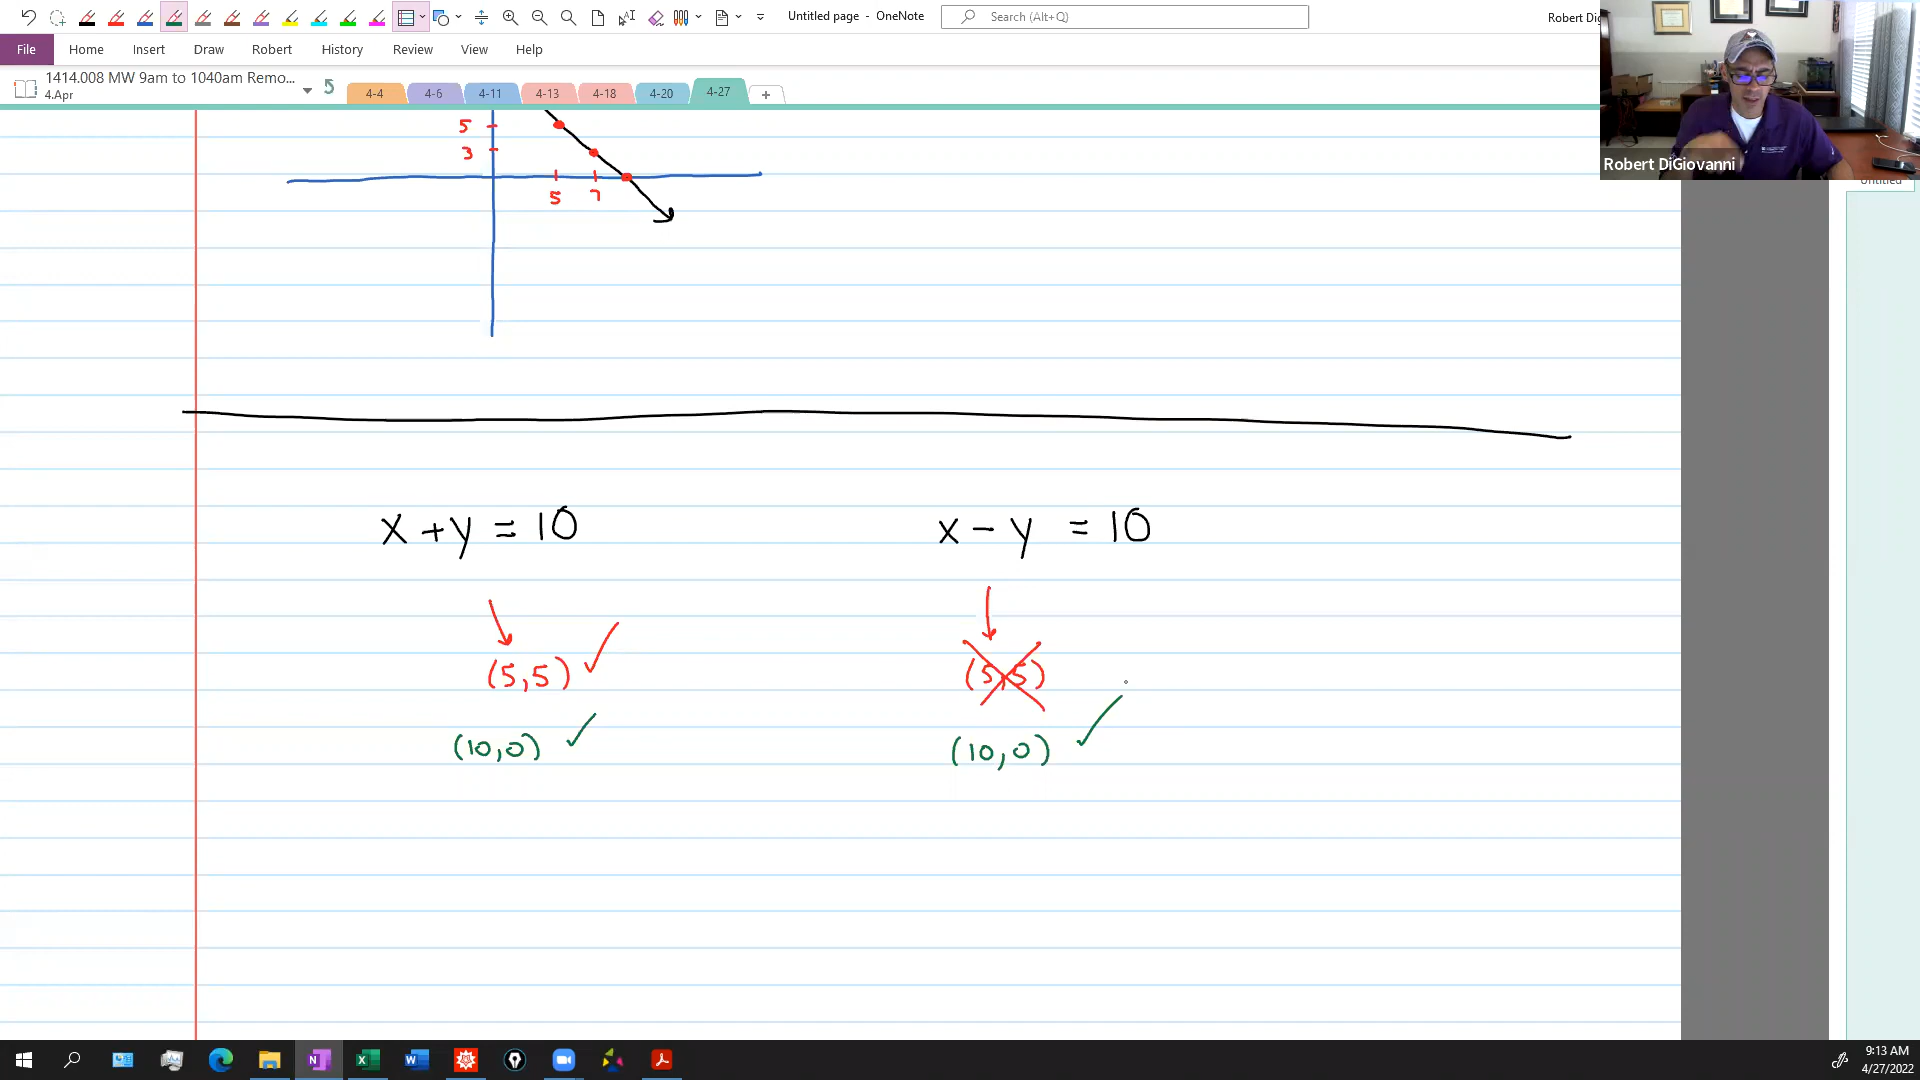 Untitled page - OneNote
Search (Alt+Q)
Robert Dig
File Home Insert Draw Robert History Review View Help
1414.008 MW 9am to 1040am Remo...
4.Apr
4-4 4-6 4-11 4-13 4-18 4-20 4-27
Robert DiGiovanni
Untitled
5
3
5 7
x + y = 10 x - y = 10
(5,5) ✓ (5,5)
(10,0) ✓ (10,0) ✓
9:13 AM
4/27/2022